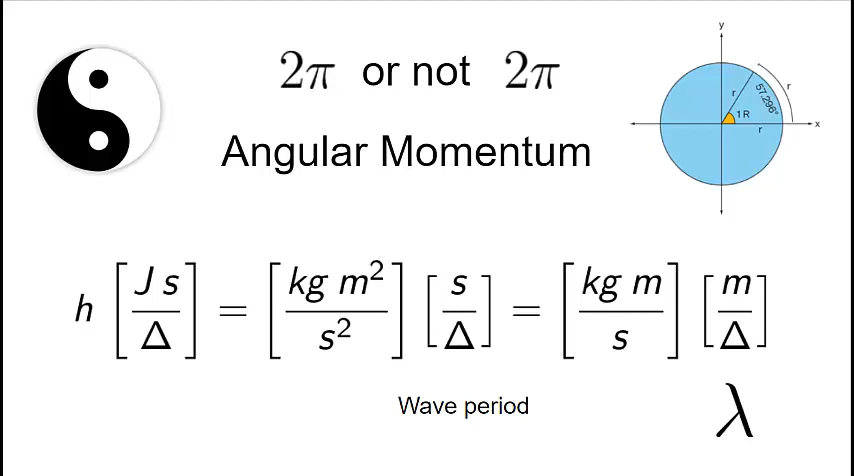 2π or not 2π
Angular Momentum
y
r
r
57.296°
1 R
x
r
h [J s / Δ] = [kg m² / s²] [s / Δ] = [kg m / s] [m / Δ]
Wave period
λ